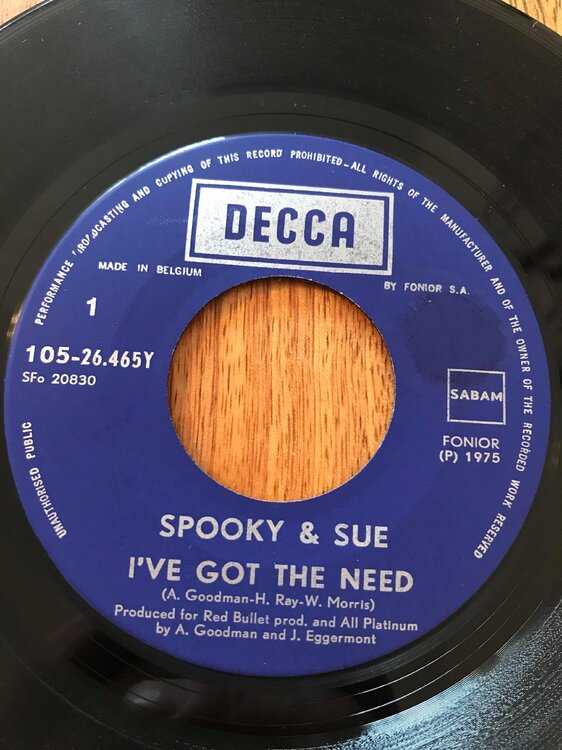 UNAUTHORISED PUBLIC PERFORMANCE BROADCASTING AND COPYING OF THIS RECORD PROHIBITED_ALL RIGHTS OF THE MANUFACTURER AND OF THE OWNER OF THE RECORDED WORK RESERVED
DECCA
MADE IN BELGIUM
BY FONIOR S.A.
1
105-26.465Y
SFo 20830
SABAM
FONIOR
(P) 1975
SPOOKY & SUE
I'VE GOT THE NEED
(A. Goodman-H. Ray-W. Morris)
Produced for Red Bullet prod. and All Platinum
by A. Goodman and J. Eggermont